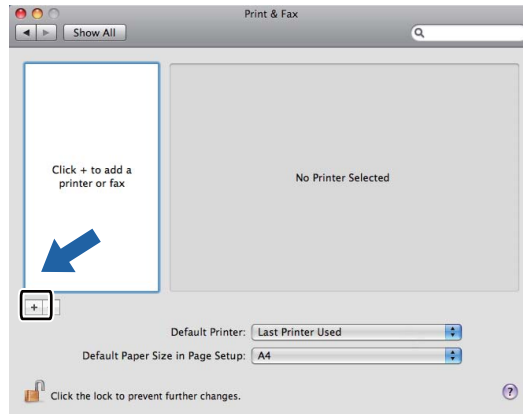 Print & Fax
Show All
Click + to add a
printer or fax
No Printer Selected
+
Default Printer: Last Printer Used
Default Paper Size in Page Setup: A4
Click the lock to prevent further changes.
?